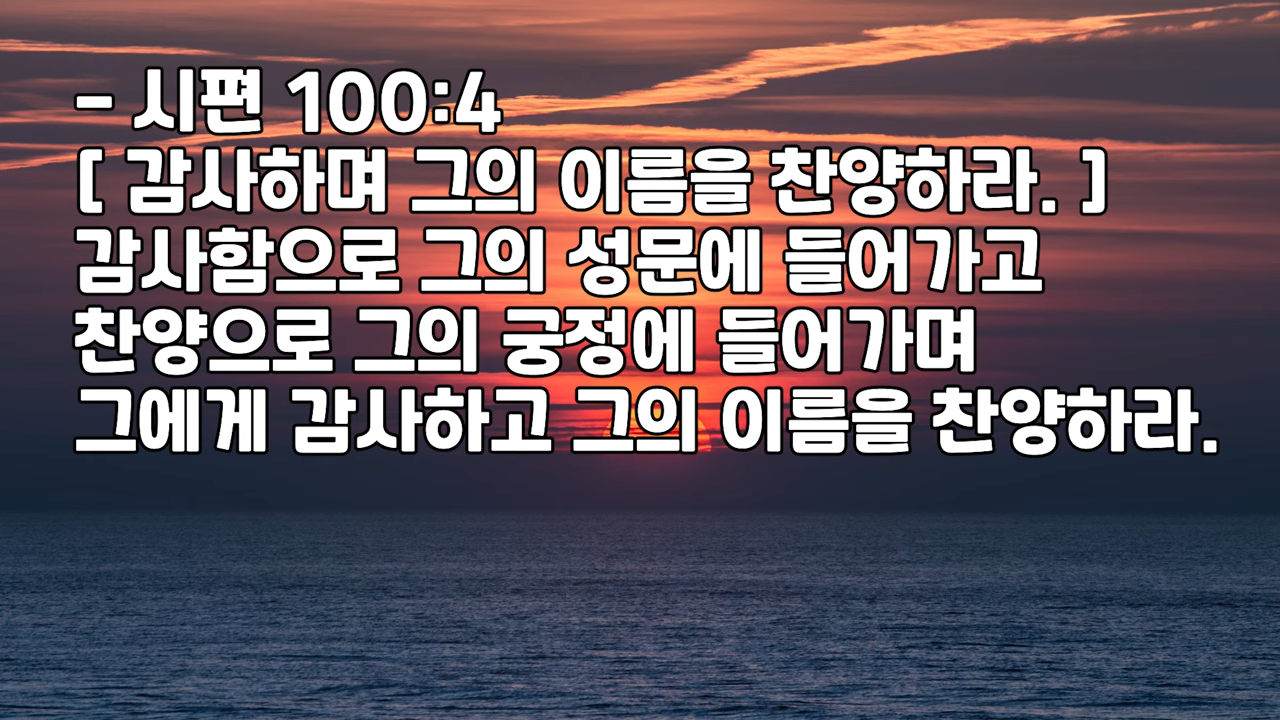 - 시편 100:4
[ 감사하며 그의 이름을 찬양하라. ]
감사함으로 그의 성문에 들어가고
찬양으로 그의 궁정에 들어가며
그에게 감사하고 그의 이름을 찬양하라.